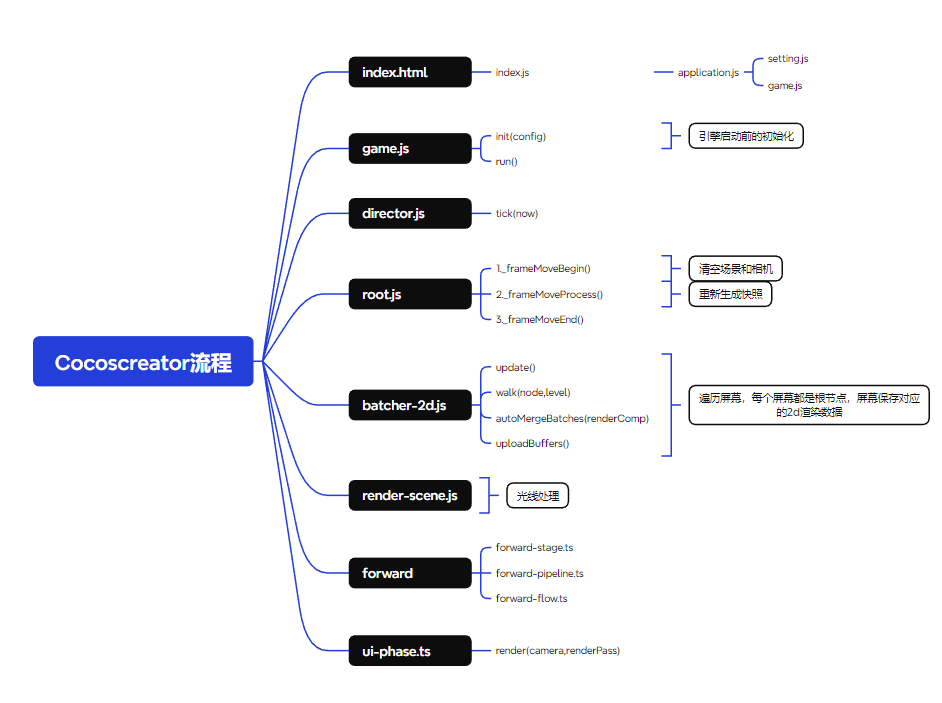 Cocoscreator流程
index.html
index.js
application.js
setting.js
game.js
game.js
init(config)
run()
引擎启动前的初始化
director.js
tick(now)
root.js
1._frameMoveBegin()
2._frameMoveProcess()
3._frameMoveEnd()
清空场景和相机
重新生成快照
batcher-2d.js
update()
walk(node,level)
autoMergeBatches(renderComp)
uploadBuffers()
遍历屏幕，每个屏幕都是根节点，屏幕保存对应
的2d渲染数据
render-scene.js
光线处理
forward
forward-stage.ts
forward-pipeline.ts
forward-flow.ts
ui-phase.ts
render(camera,renderPass)